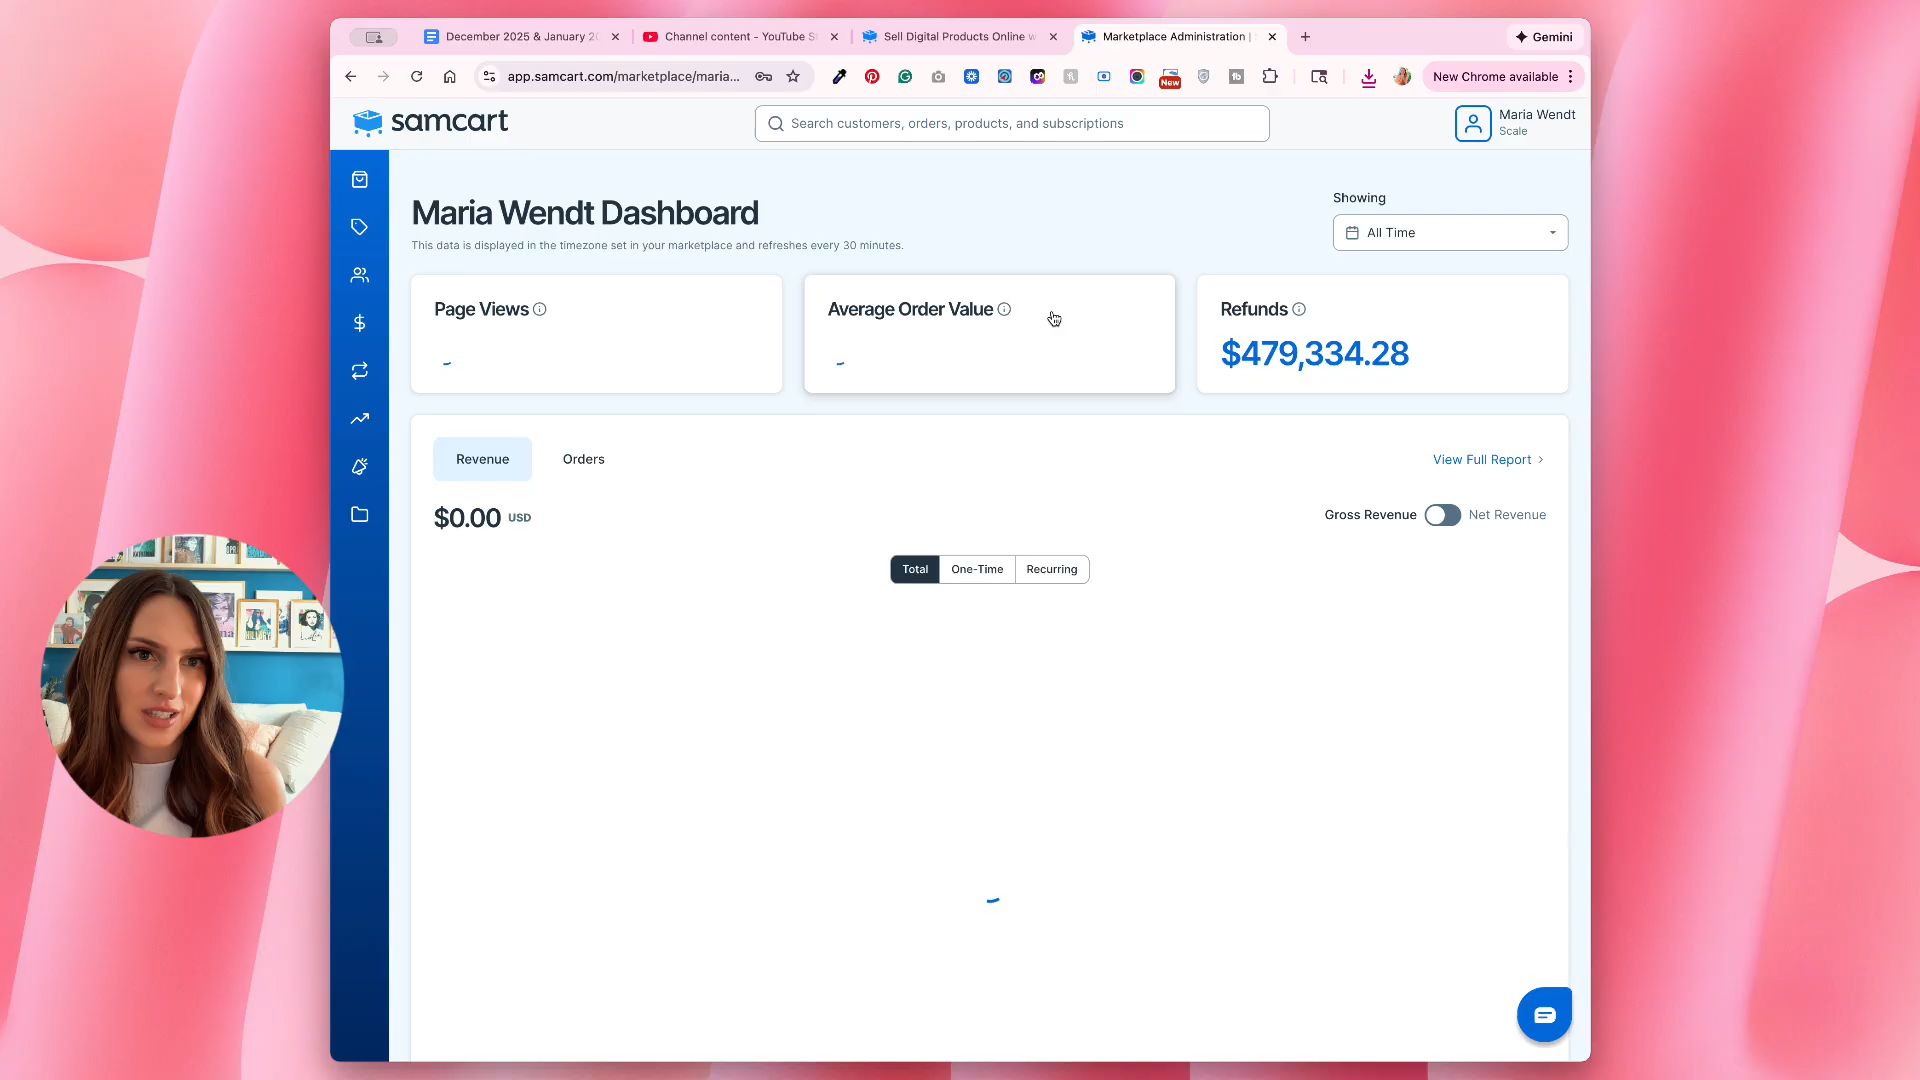 December 2025 & January 20
Channel content - YouTube St
Sell Digital Products Online w
Marketplace Administration |
Gemini
app.samcart.com/marketplace/maria...
New
New Chrome available
samcart
Search customers, orders, products, and subscriptions
Maria Wendt
Scale
Maria Wendt Dashboard
This data is displayed in the timezone set in your marketplace and refreshes every 30 minutes.
Showing
All Time
Page Views
Average Order Value
Refunds
$479,334.28
Revenue
Orders
View Full Report
$0.00 USD
Gross Revenue
Net Revenue
Total
One-Time
Recurring